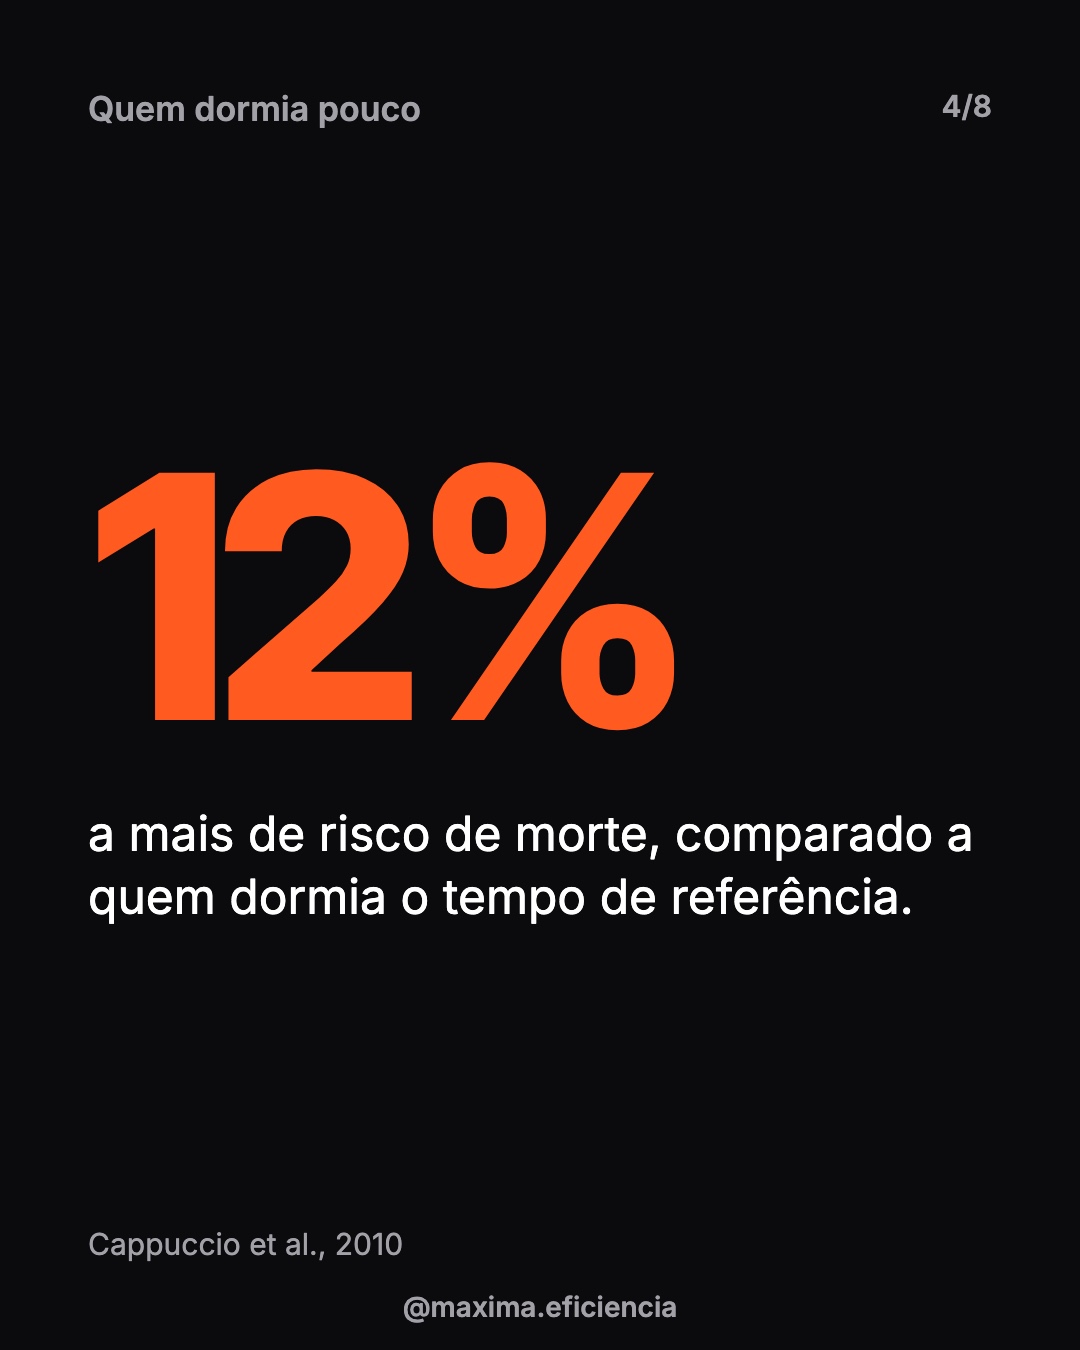 Quem dormia pouco
4/8
12%
a mais de risco de morte, comparado a
quem dormia o tempo de referência.
Cappuccio et al., 2010
@maxima.eficiencia